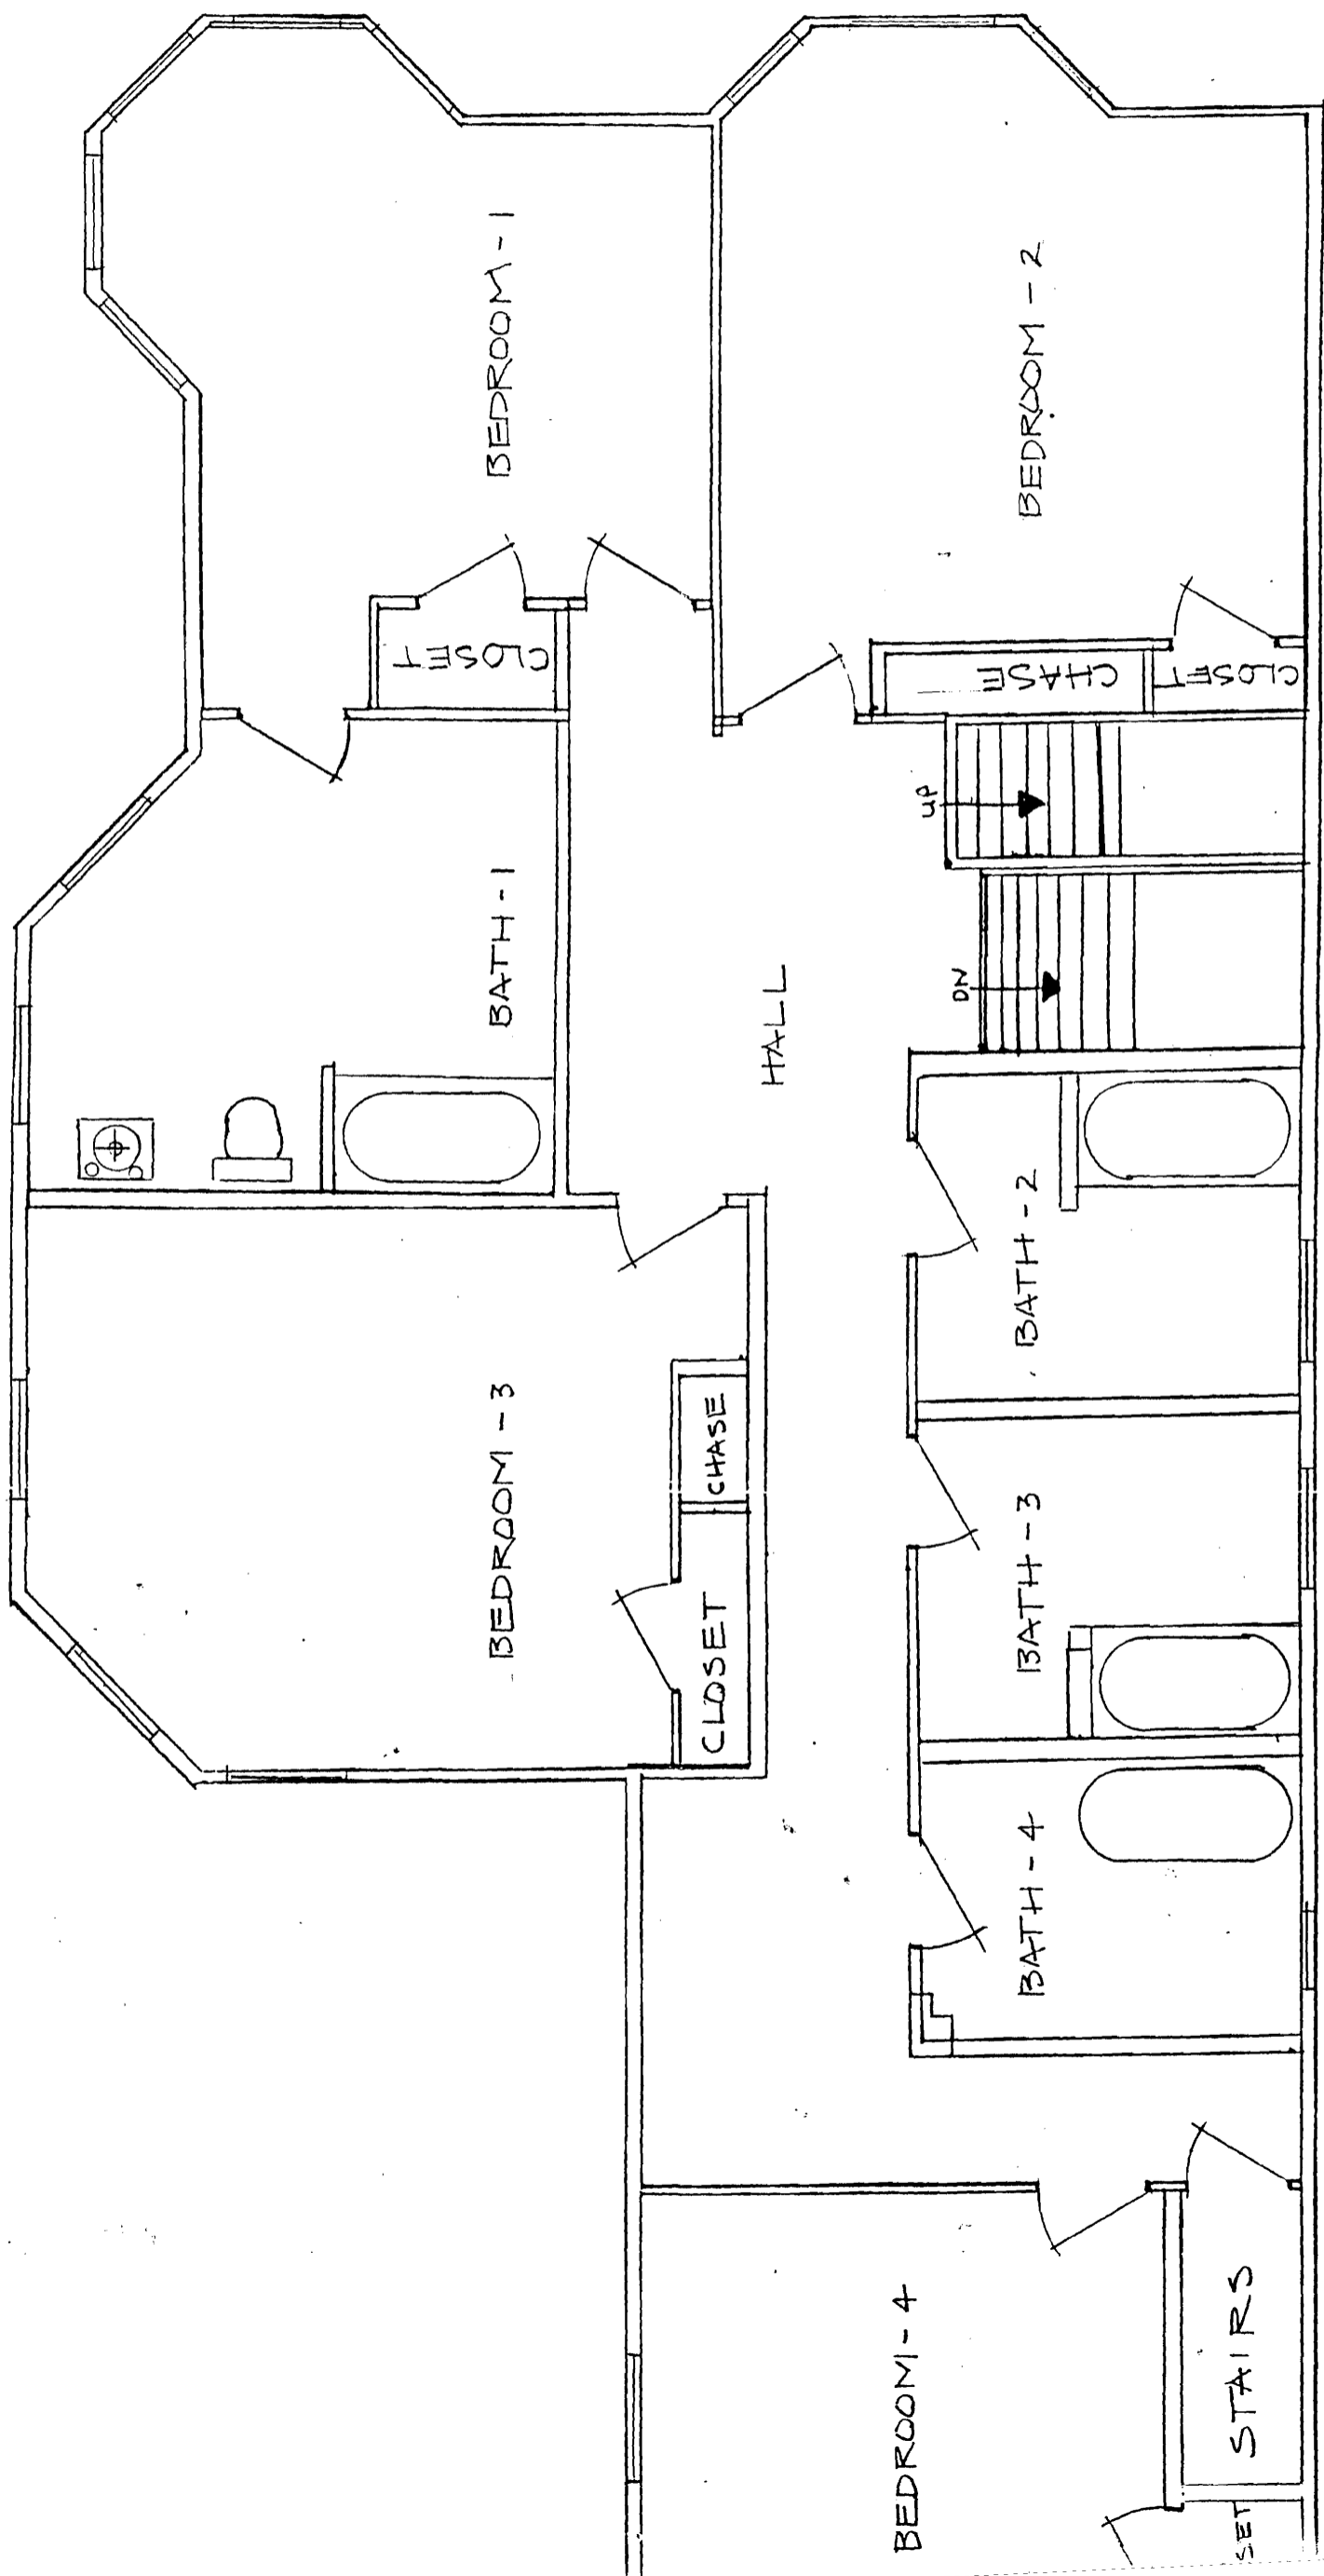 BEDROOM-1
CLOSET
BATH-1
BEDROOM-2
CHASE
CLOSET
UP
DN
HALL
BEDROOM-3
CHASE
CLOSET
BATH-2
BATH-3
BATH-4
BEDROOM-4
STAIRS
SET